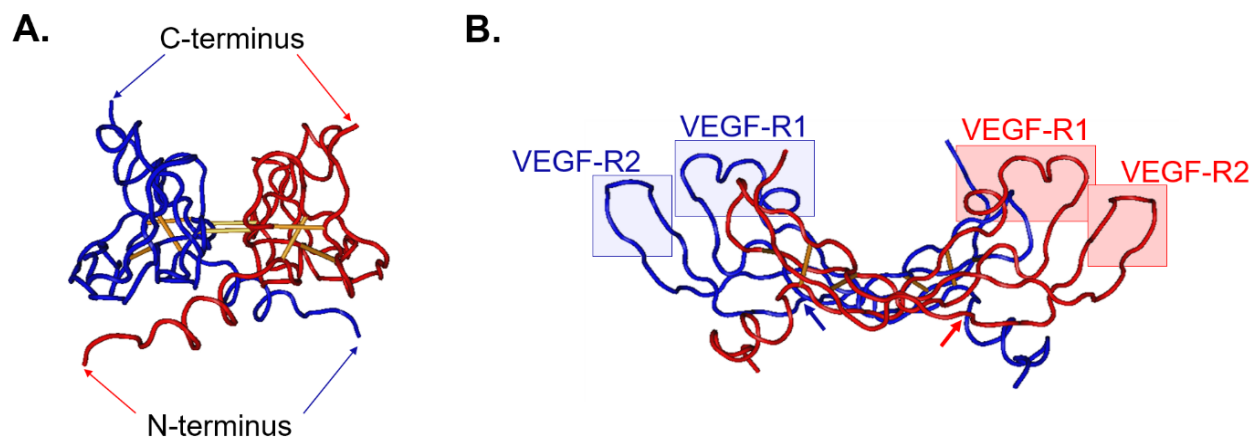 A.
C-terminus
N-terminus
B.
VEGF-R1
VEGF-R2
VEGF-R1
VEGF-R2